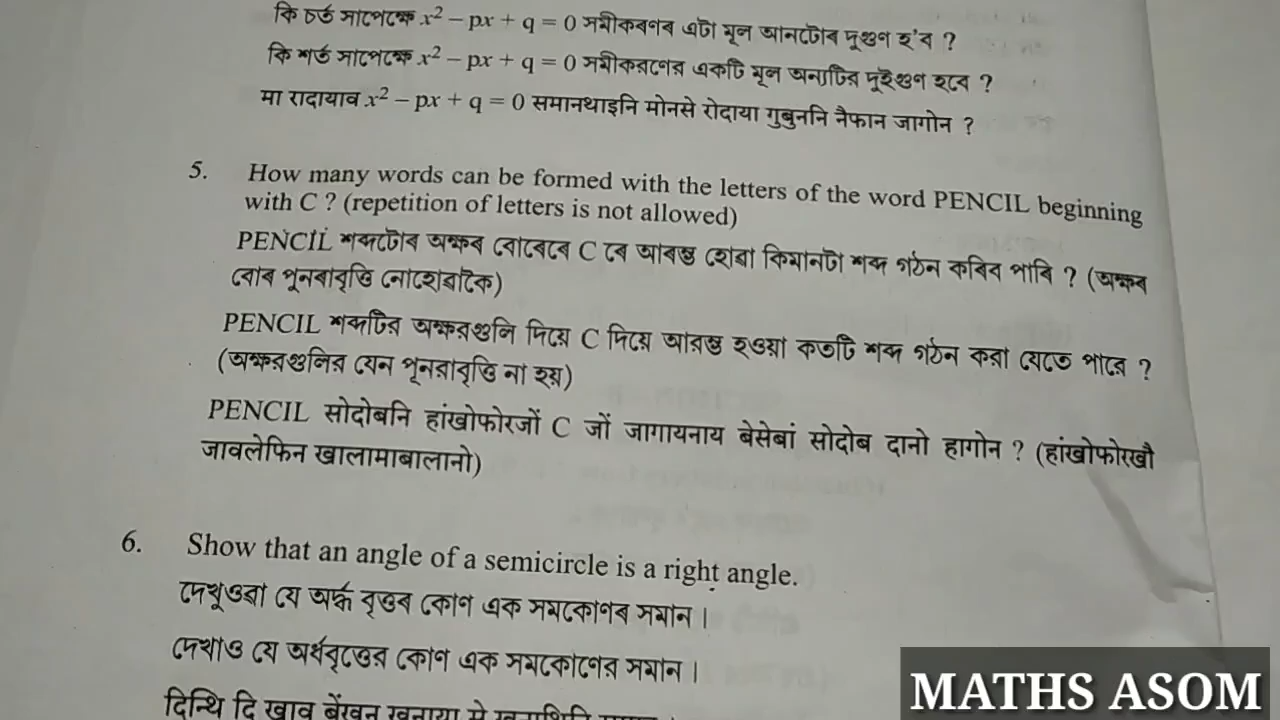 কি চৰ্ত সাপেক্ষে x² − px + q = 0 সমীকৰণৰ এটা মূল আনটোৰ দুগুণ হ'ব ?
কি শর্ত সাপেক্ষে x² − px + q = 0 সমীকরণের একটি মূল অন্যটির দুইগুণ হবে ?
मा रादायाव x² − px + q = 0 समानथाइनि मोनसे रोदाया गुबुननि नैफान जागोन ?
5. How many words can be formed with the letters of the word PENCIL beginning
with C ? (repetition of letters is not allowed)
PENCIL শব্দটোৰ অক্ষৰ বোৰেৰে C ৰে আৰম্ভ হোৱা কিমানটা শব্দ গঠন কৰিব পাৰি ? (অক্ষৰ
বোৰ পুনৰাবৃত্তি নোহোৱাকৈ)
PENCIL শব্দটির অক্ষরগুলি দিয়ে C দিয়ে আরম্ভ হওয়া কতটি শব্দ গঠন করা যেতে পারে ?
(অক্ষরগুলির যেন পূনরাবৃত্তি না হয়)
PENCIL सोदोबनि हांखोफोरजों C जों जागायनाय बेसेबां सोदोब दानो हागोन ? (हांखोफोरखौ
जावलेफिन खालामाबालानो)
6. Show that an angle of a semicircle is a right angle.
দেখুওৱা যে অৰ্দ্ধ বৃত্তৰ কোণ এক সমকোণৰ সমান ।
দেখাও যে অর্ধবৃত্তের কোণ এক সমকোণের সমান ।
दिन्थि दि खाव
MATHS ASOM